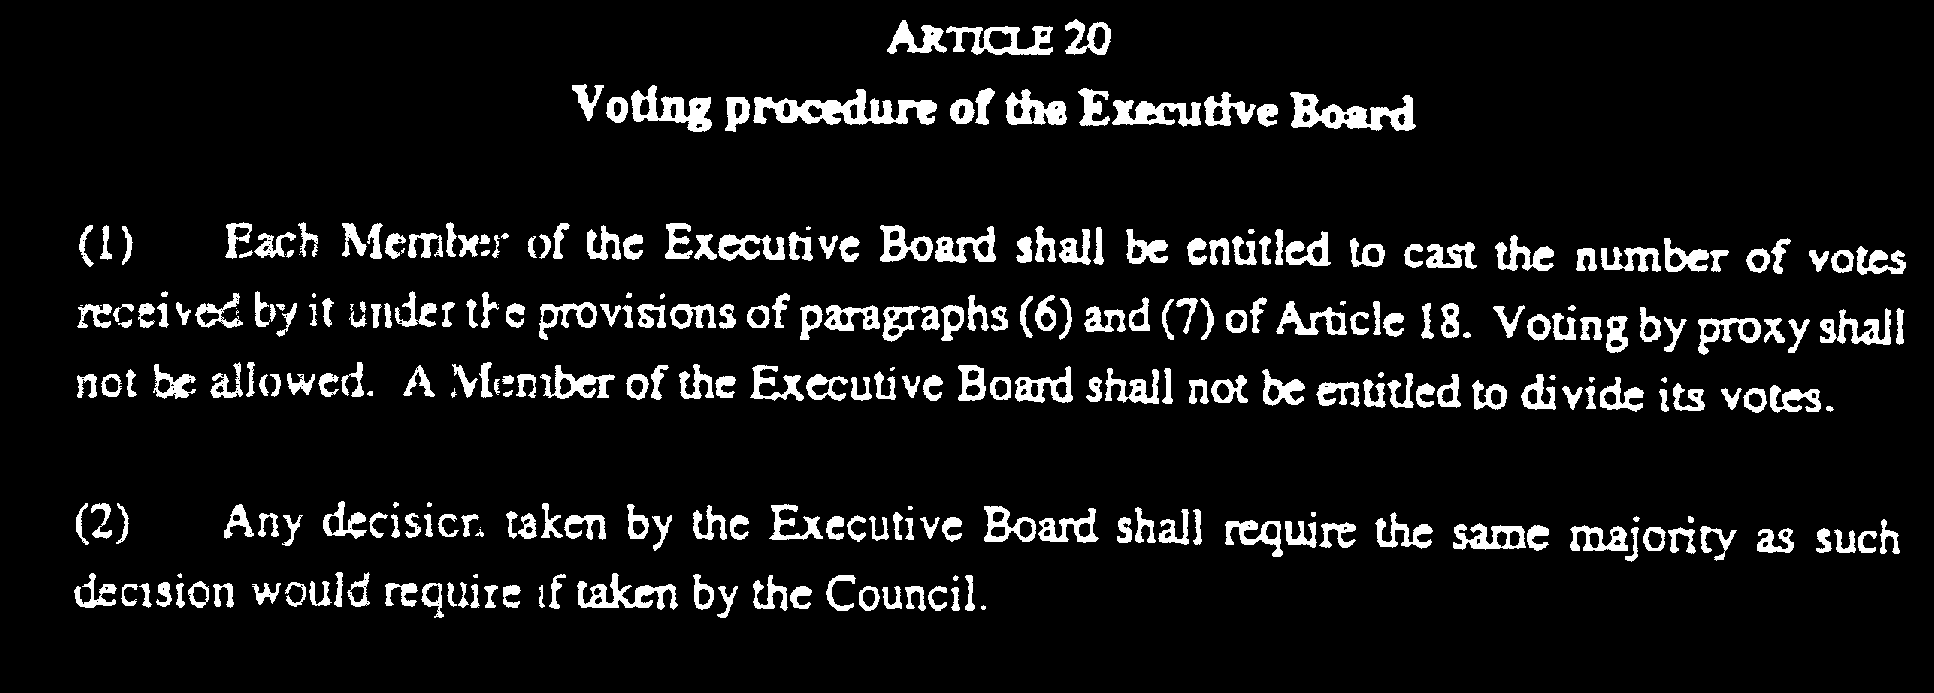 ARTICLE 20
Voting procedure of the Executive Board
(1) Each Member of the Executive Board shall be entitled to cast the number of votes
received by it under the provisions of paragraphs (6) and (7) of Article 18. Voting by proxy shall
not be allowed. A Member of the Executive Board shall not be entitled to divide its votes.
(2) Any decision taken by the Executive Board shall require the same majority as such
decision would require if taken by the Council.